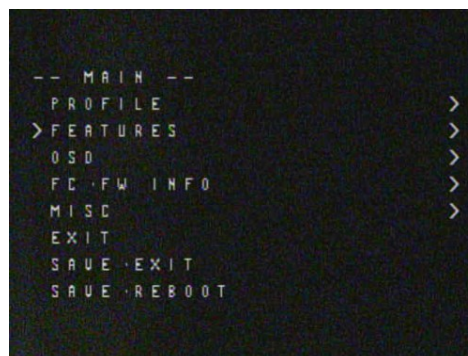 -- MAIN --
PROFILE >
>FEATURES >
OSD >
FC·FW INFO >
MISC >
EXIT
SAVE·EXIT
SAVE·REBOOT